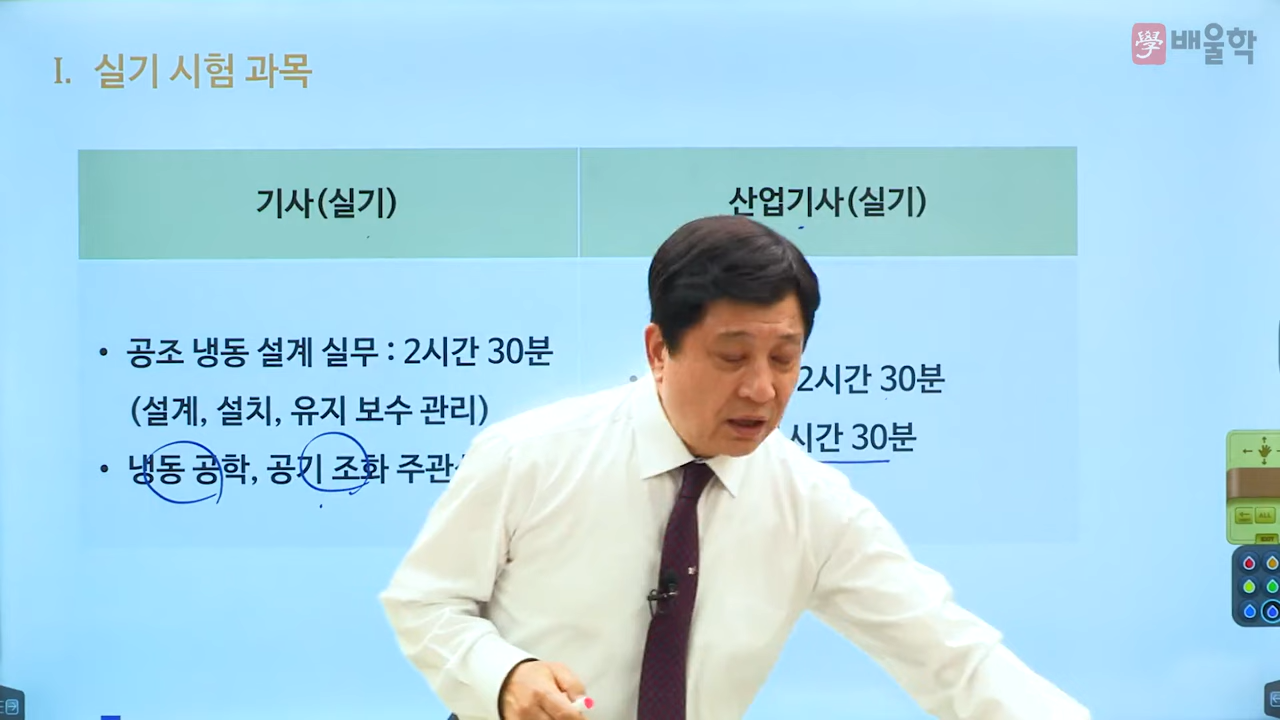 I. 실기 시험 과목
學 배울학
기사(실기)
산업기사(실기)
• 공조 냉동 설계 실무 : 2시간 30분
(설계, 설치, 유지 보수 관리)
• 냉동 공학, 공기 조화 주관
2시간 30분
시간 30분
ALL